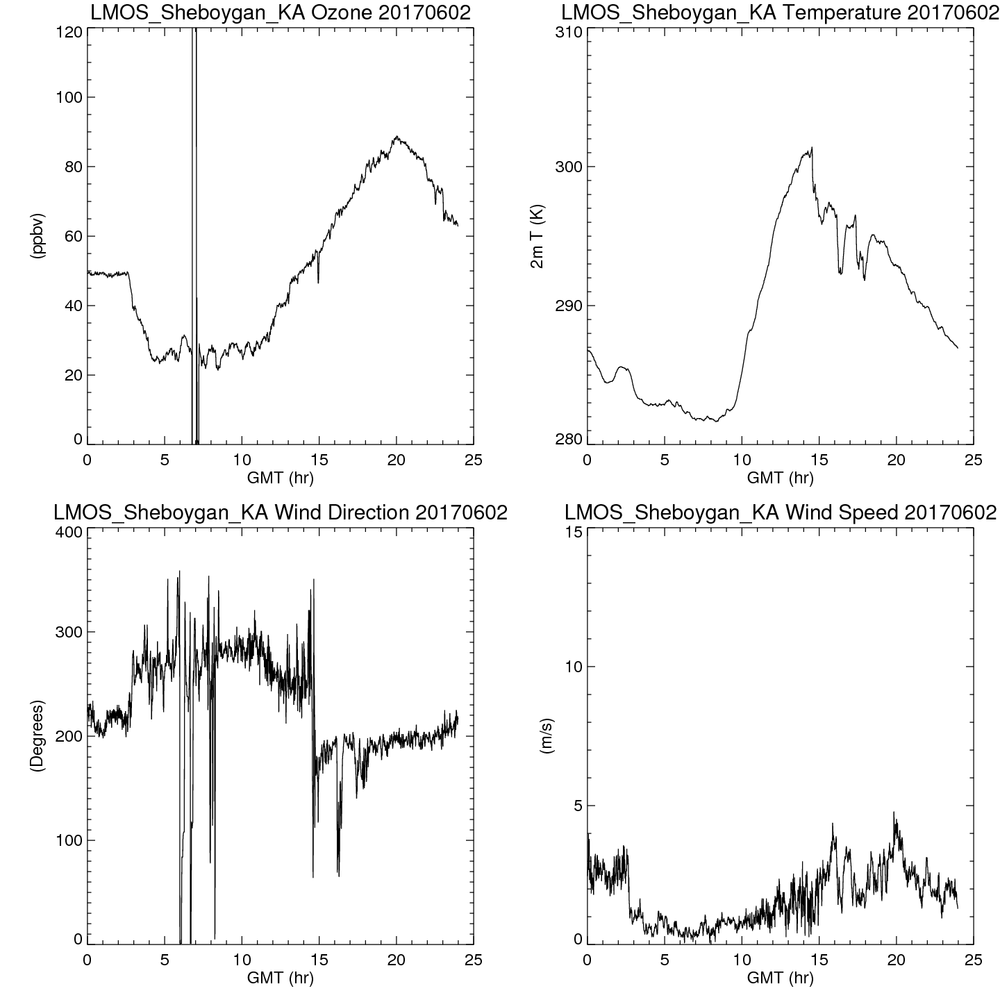 LMOS_Sheboygan_KA Ozone 20170602
120
100
80
60
40
20
0
(ppbv)
0 5 10 15 20 25
GMT (hr)
LMOS_Sheboygan_KA Temperature 20170602
310
300
290
280
2m T (K)
0 5 10 15 20 25
GMT (hr)
LMOS_Sheboygan_KA Wind Direction 20170602
400
300
200
100
0
(Degrees)
0 5 10 15 20 25
GMT (hr)
LMOS_Sheboygan_KA Wind Speed 20170602
15
10
5
0
(m/s)
0 5 10 15 20 25
GMT (hr)